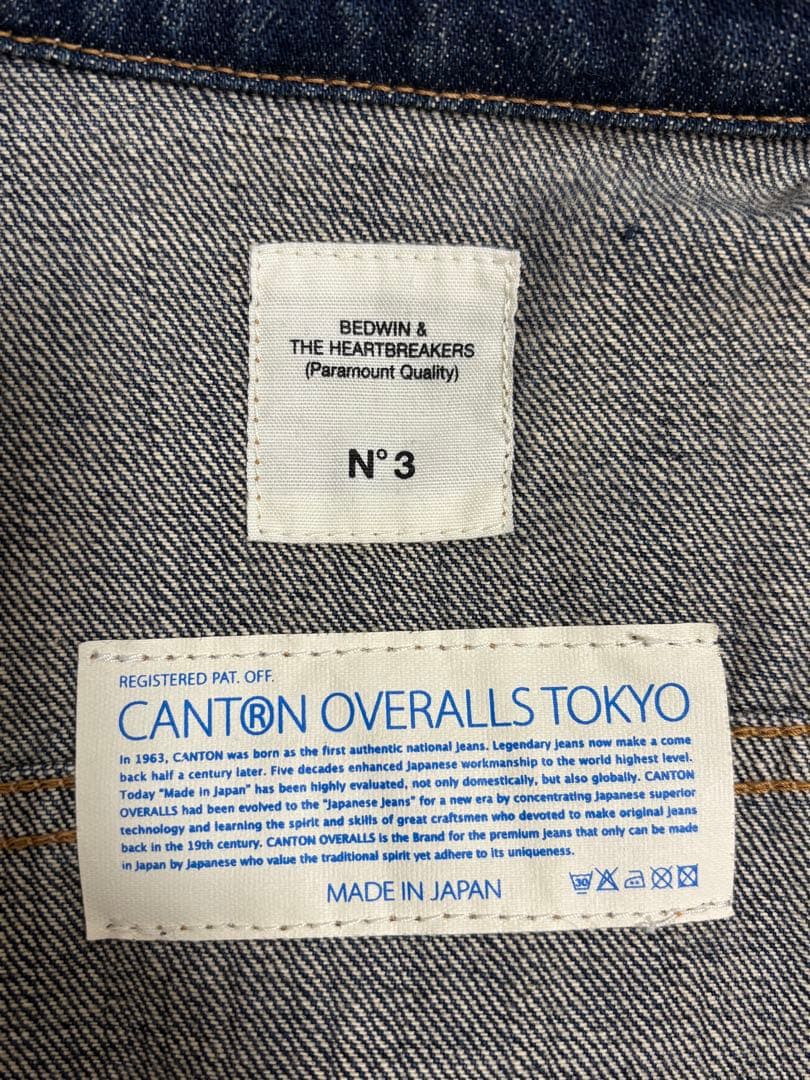 BEDWIN &
THE HEARTBREAKERS
(Paramount Quality)
N° 3
REGISTERED PAT. OFF.
CANT®N OVERALLS TOKYO
In 1963, CANTON was born as the first authentic national jeans. Legendary jeans now make a come
back half a century later. Five decades enhanced Japanese workmanship to the world highest level.
Today "Made in Japan" has been highly evaluated, not only domestically, but also globally. CANTON
OVERALLS had been evolved to the "Japanese Jeans" for a new era by concentrating Japanese superior
technology and learning the spirit and skills of great craftsmen who devoted to make original jeans
back in the 19th century. CANTON OVERALLS is the Brand for the premium jeans that only can be made
in Japan by Japanese who value the traditional spirit yet adhere to its uniqueness.
MADE IN JAPAN
30